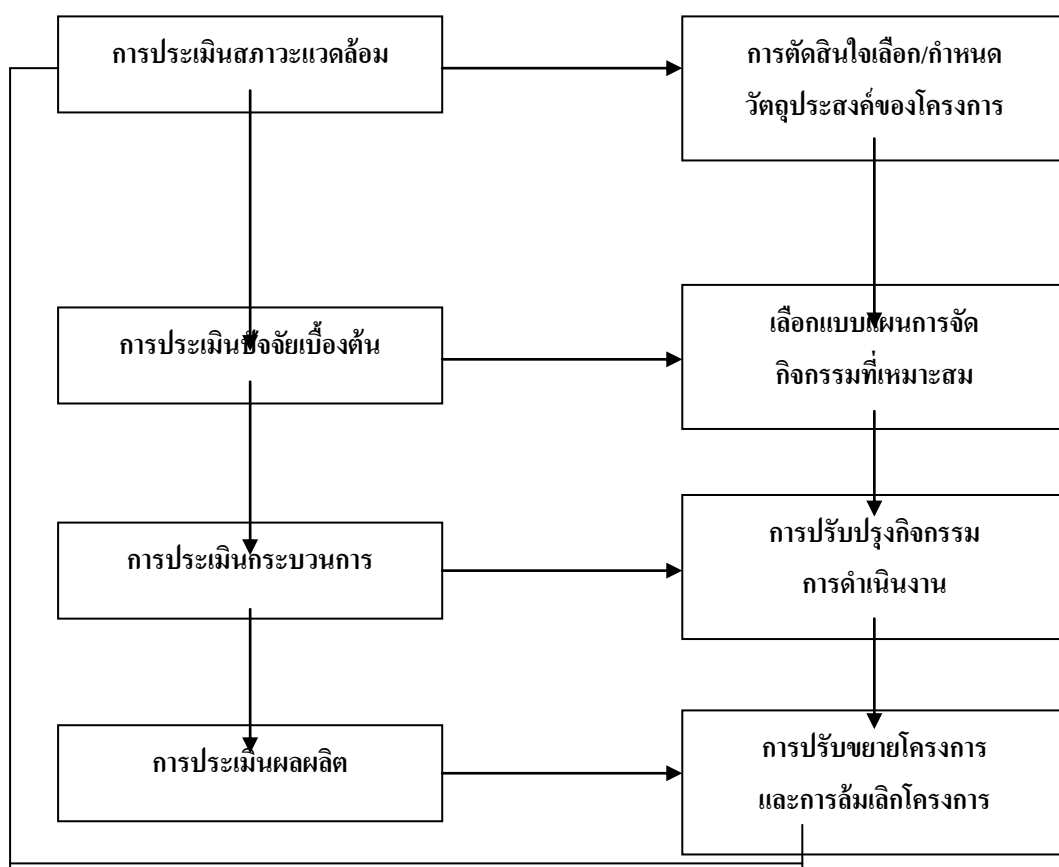 การประเมินสภาวะแวดล้อม
การตัดสินใจเลือก/กำหนด
วัตถุประสงค์ของโครงการ
การประเมินปัจจัยเบื้องต้น
เลือกแบบแผนการจัด
กิจกรรมที่เหมาะสม
การประเมินกระบวนการ
การปรับปรุงกิจกรรม
การดำเนินงาน
การประเมินผลผลิต
การปรับขยายโครงการ
และการล้มเลิกโครงการ